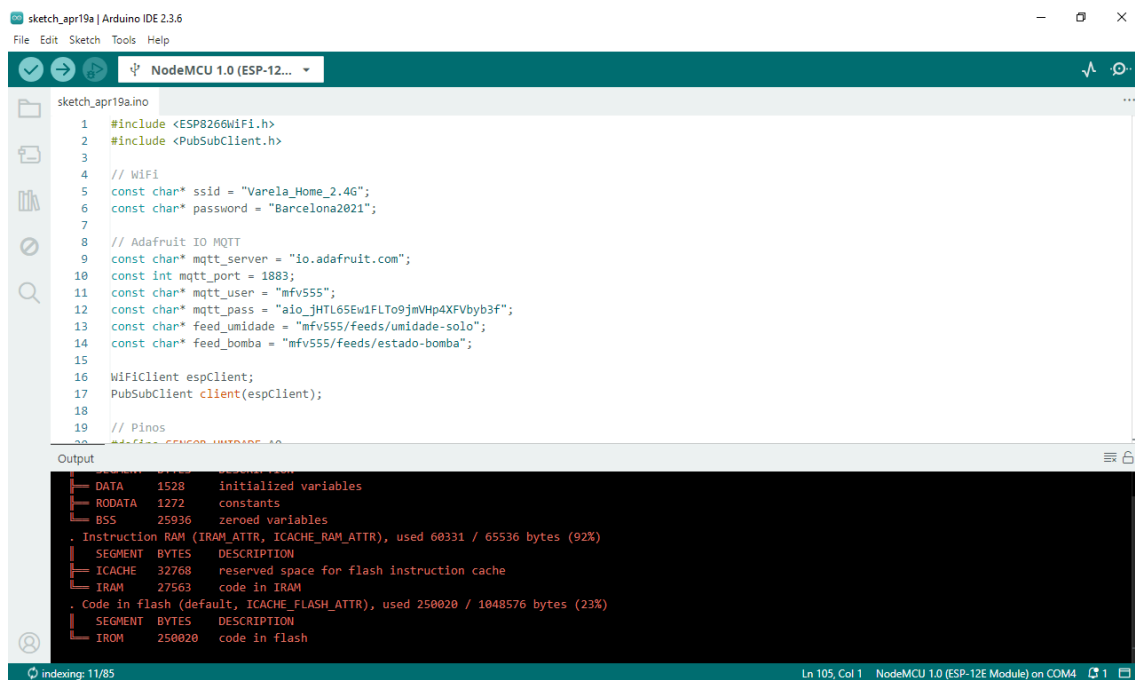 sketch_apr19a | Arduino IDE 2.3.6
File Edit Sketch Tools Help
NodeMCU 1.0 (ESP-12...
sketch_apr19a.ino
1 #include <ESP8266WiFi.h>
2 #include <PubSubClient.h>
3
4 // WiFi
5 const char* ssid = "Varela_Home_2.4G";
6 const char* password = "Barcelona2021";
7
8 // Adafruit IO MQTT
9 const char* mqtt_server = "io.adafruit.com";
10 const int mqtt_port = 1883;
11 const char* mqtt_user = "mfv555";
12 const char* mqtt_pass = "aio_jHTL65Ew1FLTo9jmVHp4XFVbyb3f";
13 const char* feed_umidade = "mfv555/feeds/umidade-solo";
14 const char* feed_bomba = "mfv555/feeds/estado-bomba";
15
16 WiFiClient espClient;
17 PubSubClient client(espClient);
18
19 // Pinos
20 #define SENSOR_UMIDADE A0
Output
SEGMENT BYTES DESCRIPTION
╠══ DATA 1528 initialized variables
╠══ RODATA 1272 constants
╚══ BSS 25936 zeroed variables
. Instruction RAM (IRAM_ATTR, ICACHE_RAM_ATTR), used 60331 / 65536 bytes (92%)
║ SEGMENT BYTES DESCRIPTION
╠══ ICACHE 32768 reserved space for flash instruction cache
╚══ IRAM 27563 code in IRAM
. Code in flash (default, ICACHE_FLASH_ATTR), used 250020 / 1048576 bytes (23%)
║ SEGMENT BYTES DESCRIPTION
╚══ IROM 250020 code in flash
indexing: 11/85 Ln 105, Col 1 NodeMCU 1.0 (ESP-12E Module) on COM4 1